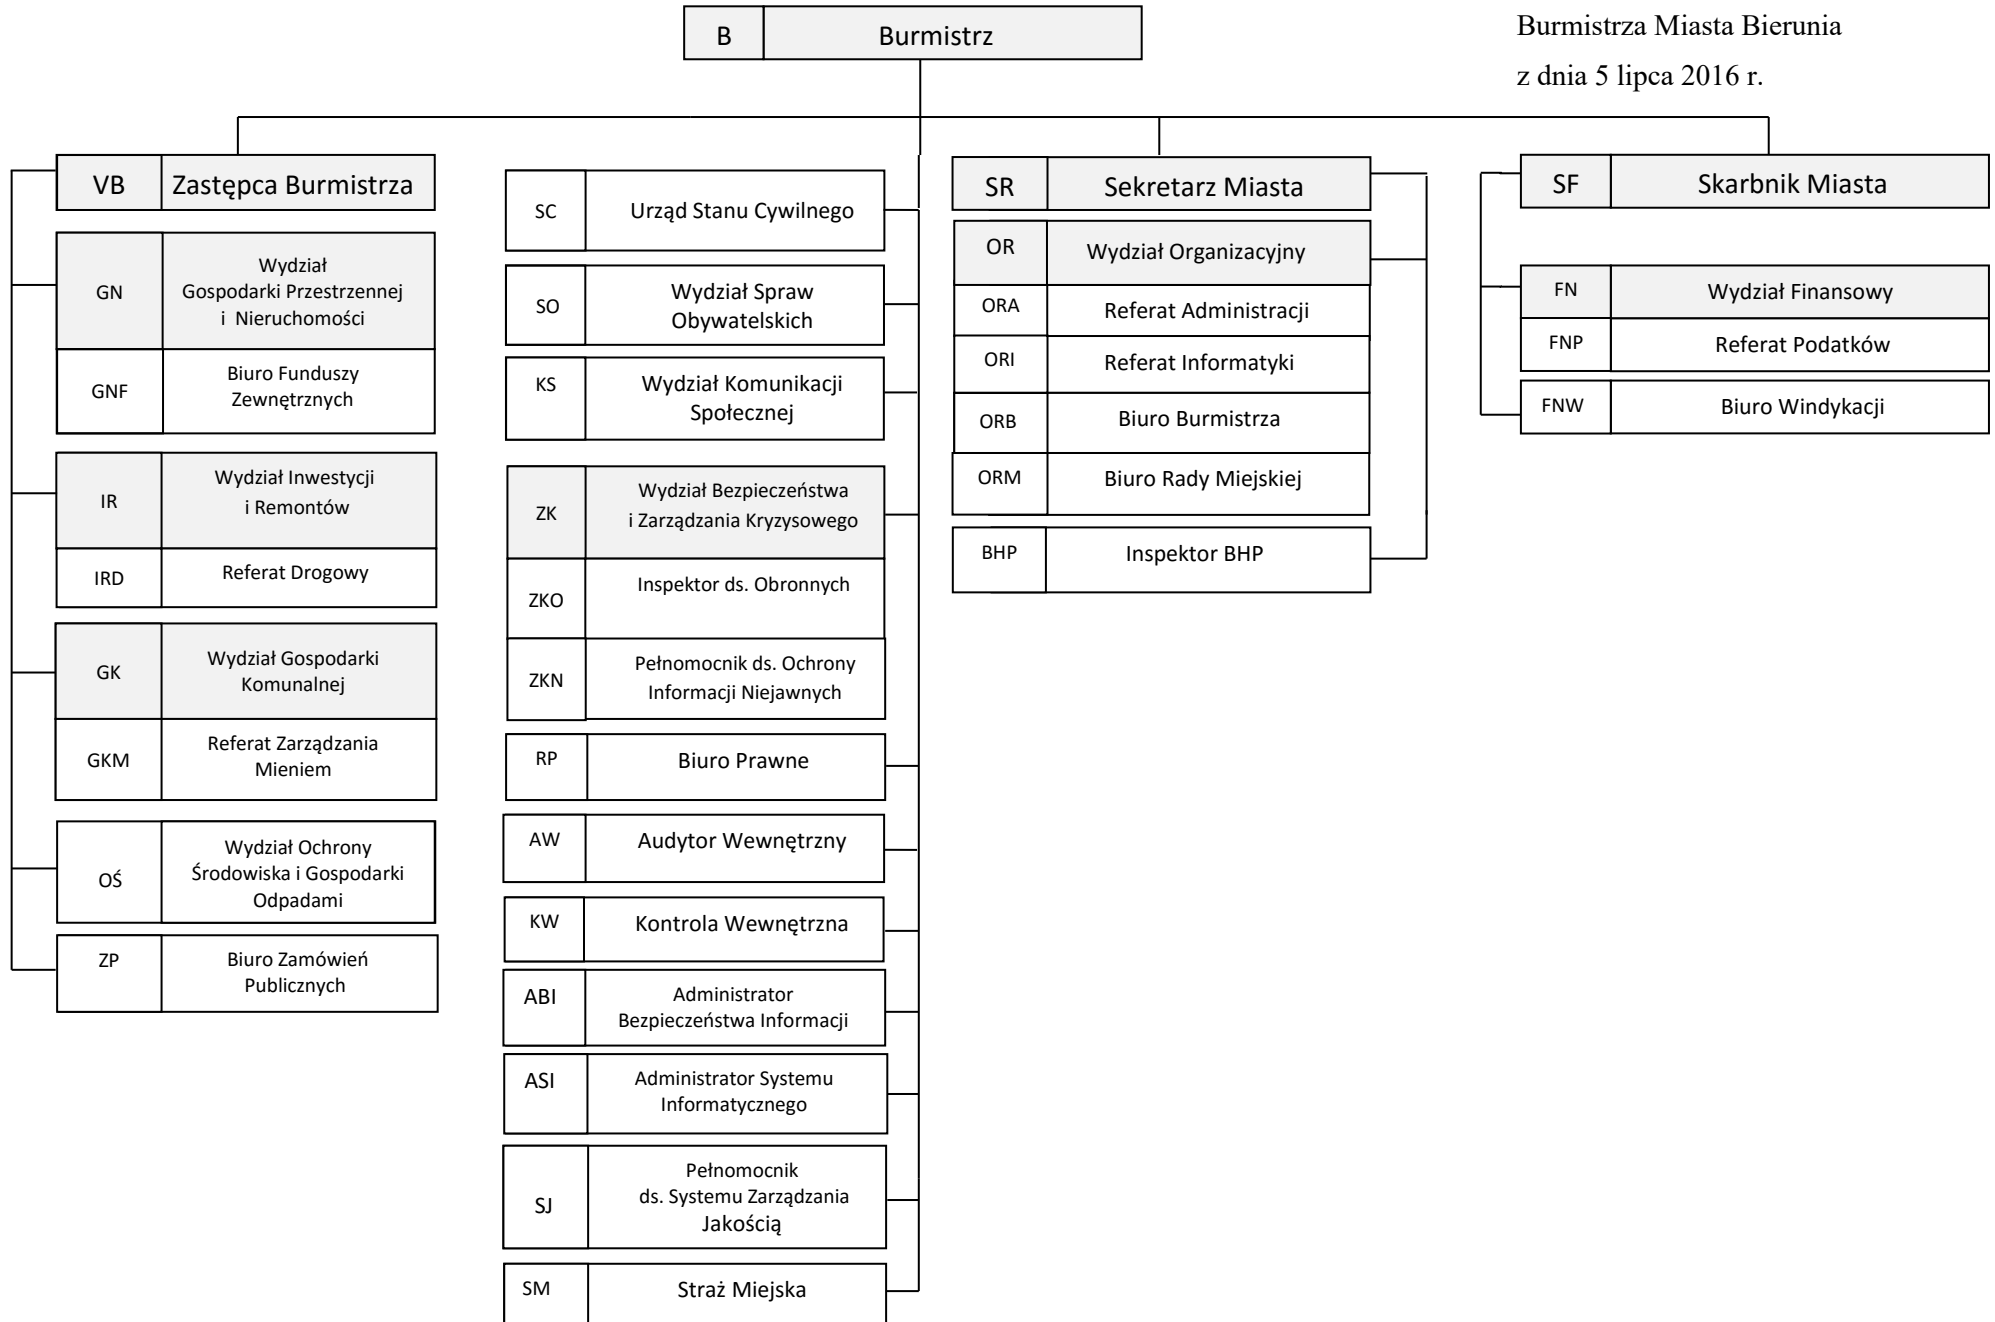 B
Burmistrz
Burmistrza Miasta Bierunia
z dnia 5 lipca 2016 r.
VB
Zastępca Burmistrza
GN
Wydział
Gospodarki Przestrzennej
i Nieruchomości
GNF
Biuro Funduszy
Zewnętrznych
IR
Wydział Inwestycji
i Remontów
IRD
Referat Drogowy
GK
Wydział Gospodarki
Komunalnej
GKM
Referat Zarządzania
Mieniem
OŚ
Wydział Ochrony
Środowiska i Gospodarki
Odpadami
ZP
Biuro Zamówień
Publicznych
SC
Urząd Stanu Cywilnego
SO
Wydział Spraw
Obywatelskich
KS
Wydział Komunikacji
Społecznej
ZK
Wydział Bezpieczeństwa
i Zarządzania Kryzysowego
ZKO
Inspektor ds. Obronnych
ZKN
Pełnomocnik ds. Ochrony
Informacji Niejawnych
RP
Biuro Prawne
AW
Audytor Wewnętrzny
KW
Kontrola Wewnętrzna
ABI
Administrator
Bezpieczeństwa Informacji
ASI
Administrator Systemu
Informatycznego
SJ
Pełnomocnik
ds. Systemu Zarządzania
Jakością
SM
Straż Miejska
SR
Sekretarz Miasta
OR
Wydział Organizacyjny
ORA
Referat Administracji
ORI
Referat Informatyki
ORB
Biuro Burmistrza
ORM
Biuro Rady Miejskiej
BHP
Inspektor BHP
SF
Skarbnik Miasta
FN
Wydział Finansowy
FNP
Referat Podatków
FNW
Biuro Windykacji